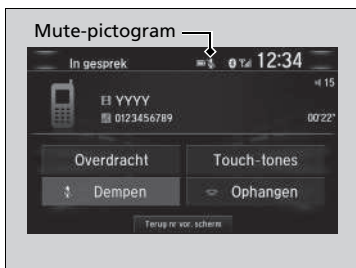 Mute-pictogram
In gesprek 12:34
15
YYYY
0123456789 00'22"
Overdracht Touch-tones
Dempen Ophangen
Terug nr vor. scherm